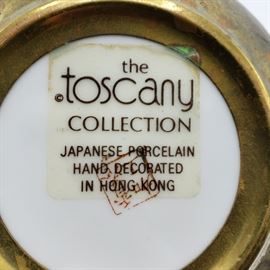 the
©toscany
COLLECTION
JAPANESE PORCELAIN
HAND DECORATED
IN HONG KONG